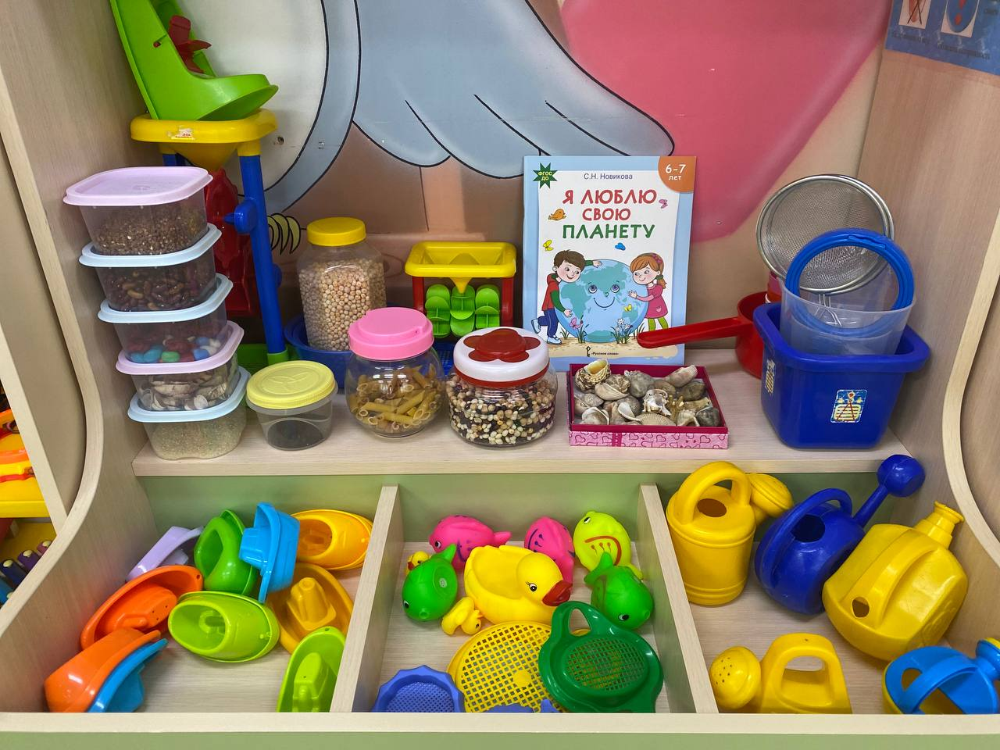 ФГОС
ДО
С.Н. Новикова
6-7
лет
Я ЛЮБЛЮ
СВОЮ
ПЛАНЕТУ
«Русское слово»